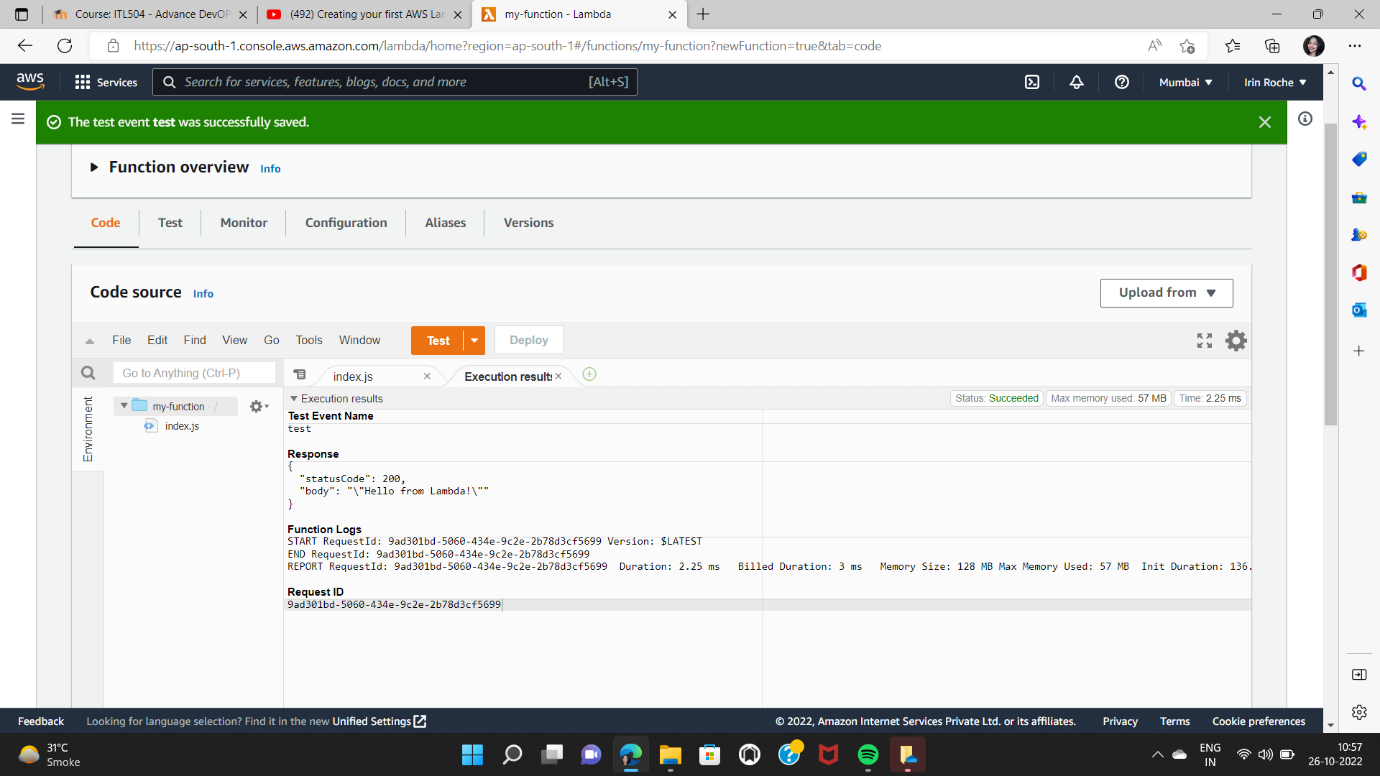 Course: ITL504 - Advance DevOP
(492) Creating your first AWS Lar
my-function - Lambda
https://ap-south-1.console.aws.amazon.com/lambda/home?region=ap-south-1#/functions/my-function?newFunction=true&tab=code
aws
Services
Search for services, features, blogs, docs, and more
[Alt+S]
Mumbai ▼
Irin Roche ▼
The test event test was successfully saved.
Function overview Info
Code
Test
Monitor
Configuration
Aliases
Versions
Code source Info
Upload from ▼
File Edit Find View Go Tools Window
Test
Deploy
Go to Anything (Ctrl-P)
index.js
Execution results
Environment
my-function /
index.js
Execution results
Status: Succeeded
Max memory used: 57 MB
Time: 2.25 ms
Test Event Name
test
Response
{
"statusCode": 200,
"body": "\"Hello from Lambda!\""
}
Function Logs
START RequestId: 9ad301bd-5060-434e-9c2e-2b78d3cf5699 Version: $LATEST
END RequestId: 9ad301bd-5060-434e-9c2e-2b78d3cf5699
REPORT RequestId: 9ad301bd-5060-434e-9c2e-2b78d3cf5699 Duration: 2.25 ms Billed Duration: 3 ms Memory Size: 128 MB Max Memory Used: 57 MB Init Duration: 136.
Request ID
9ad301bd-5060-434e-9c2e-2b78d3cf5699
Feedback
Looking for language selection? Find it in the new Unified Settings
© 2022, Amazon Internet Services Private Ltd. or its affiliates.
Privacy
Terms
Cookie preferences
31°C
Smoke
ENG
IN
10:57
26-10-2022